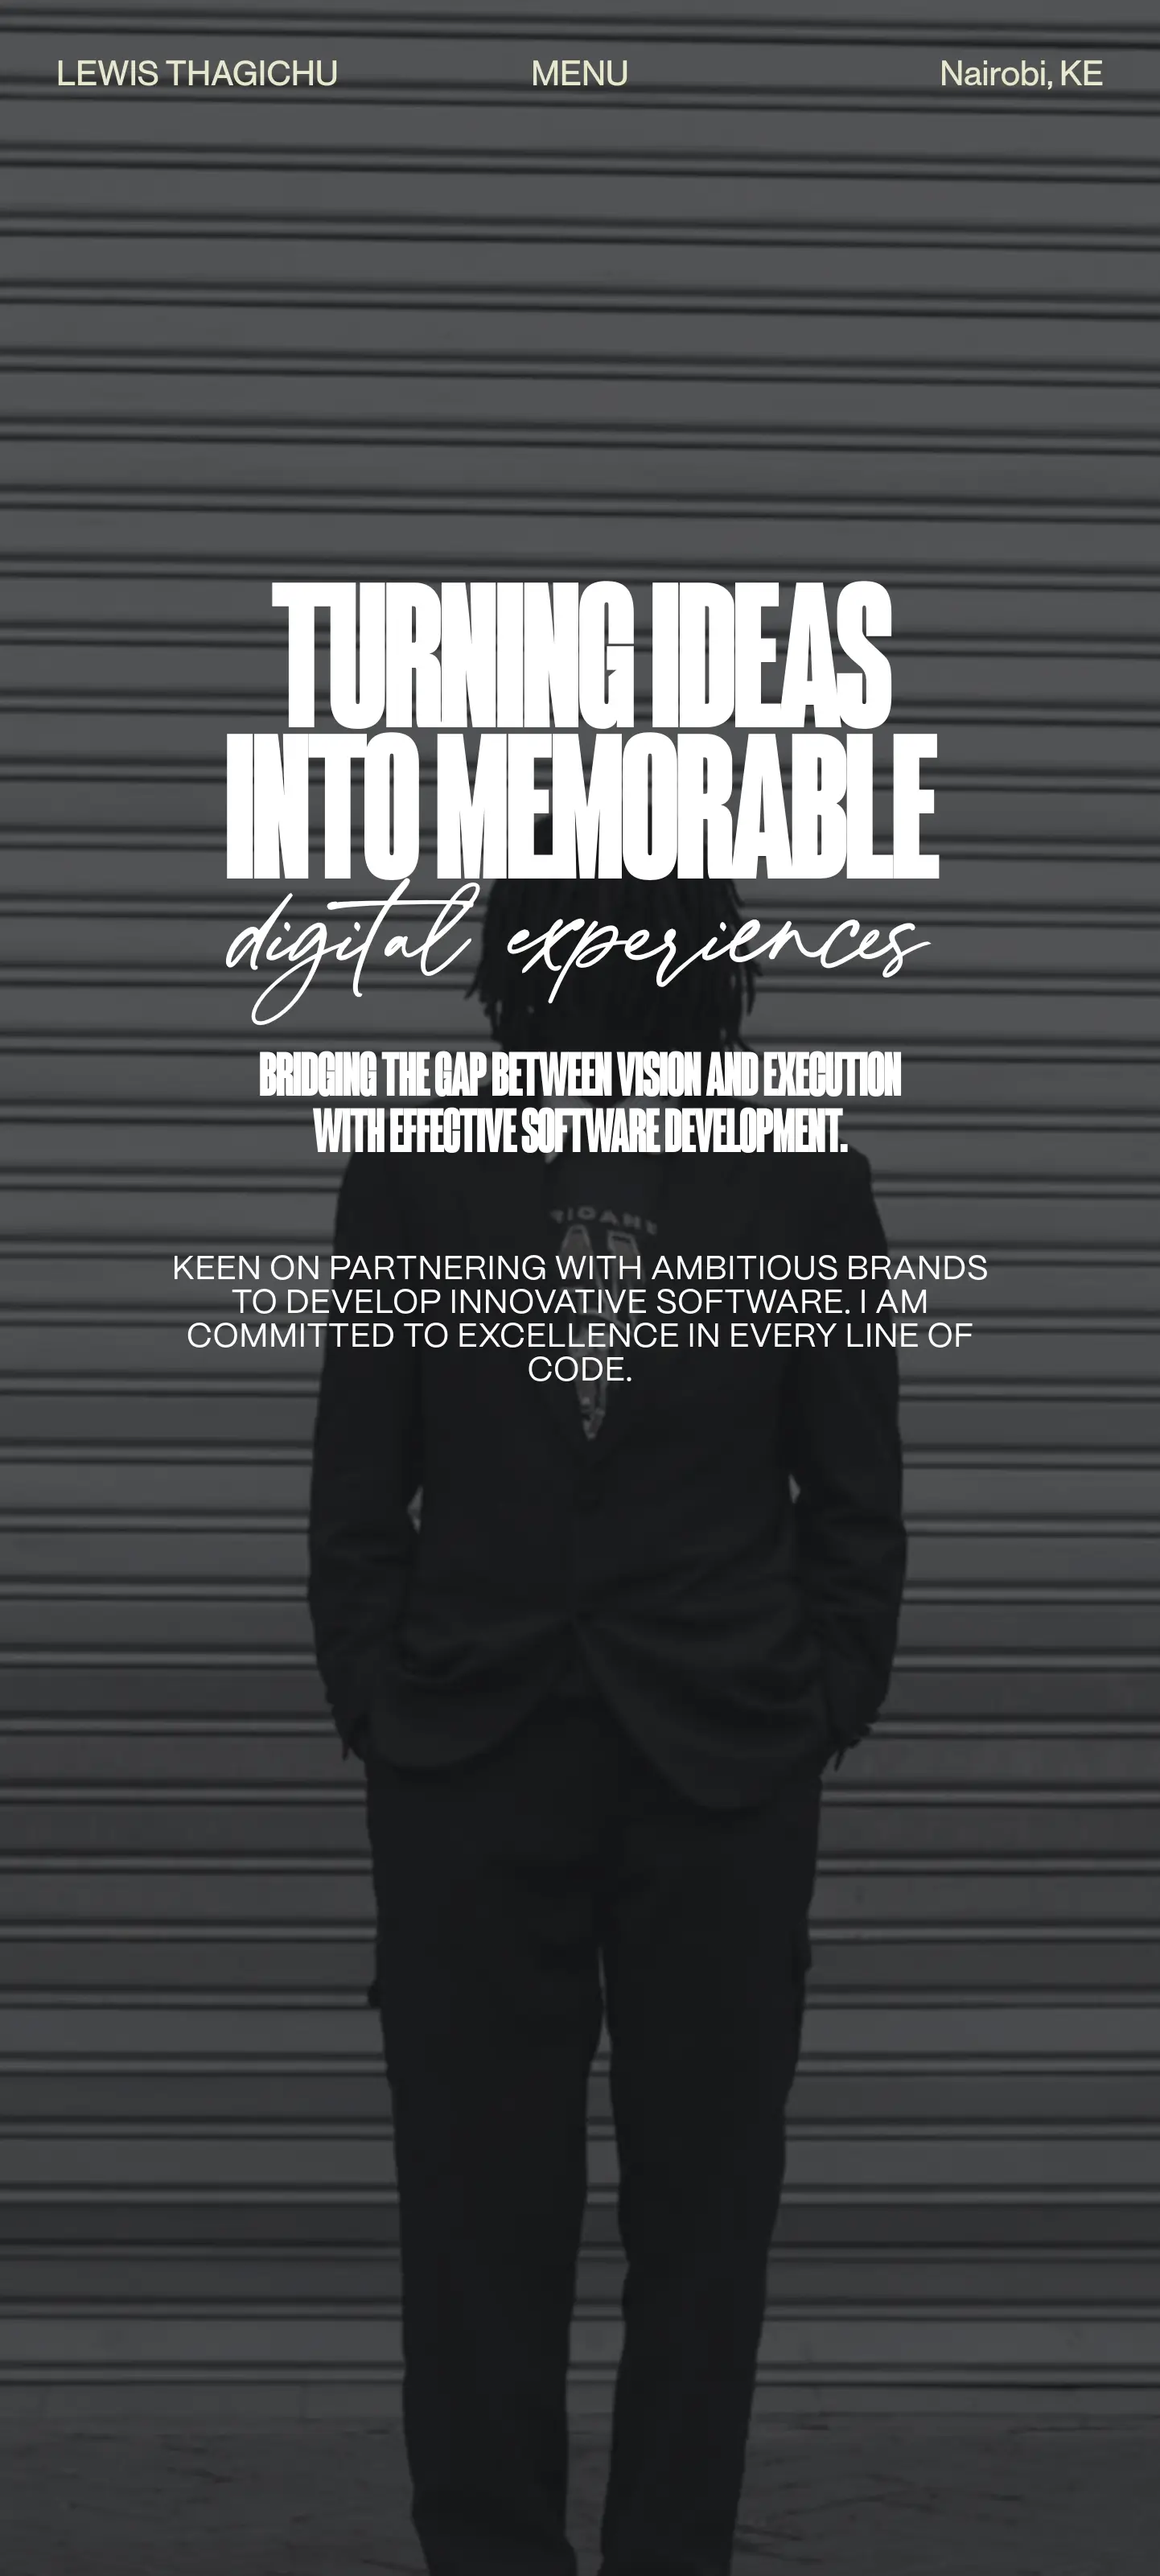 LEWIS THAGICHU
MENU
Nairobi, KE
TURNING IDEAS
INTO MEMORABLE
digital experiences
BRIDGING THE GAP BETWEEN VISION AND EXECUTION
WITH EFFECTIVE SOFTWARE DEVELOPMENT.
KEEN ON PARTNERING WITH AMBITIOUS BRANDS
TO DEVELOP INNOVATIVE SOFTWARE. I AM
COMMITTED TO EXCELLENCE IN EVERY LINE OF
CODE.